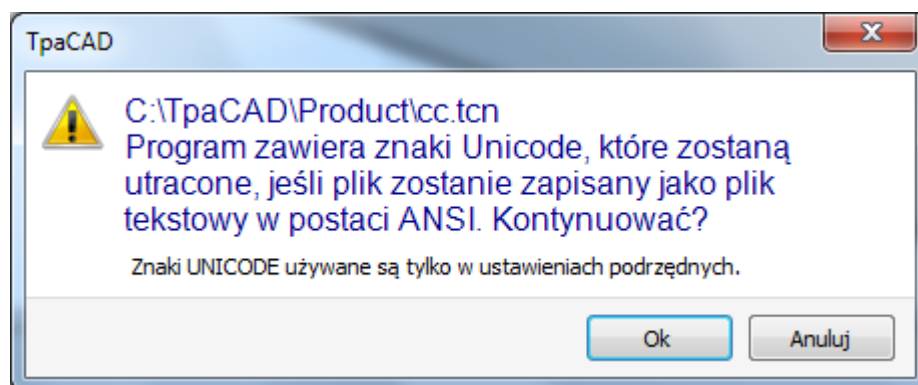 TpaCAD
C:\TpaCAD\Product\cc.tcn
Program zawiera znaki Unicode, które zostaną
utracone, jeśli plik zostanie zapisany jako plik
tekstowy w postaci ANSI. Kontynuować?
Znaki UNICODE używane są tylko w ustawieniach podrzędnych.
Ok
Anuluj